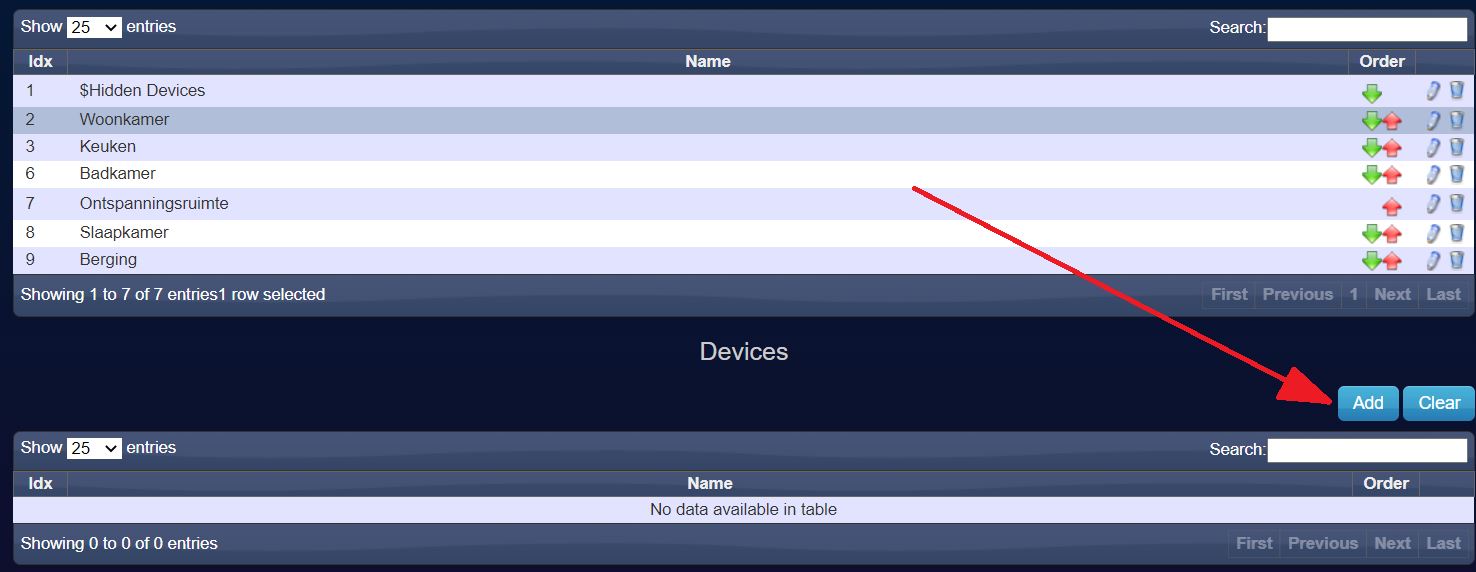 Show 25 entries Search:
Idx Name Order
1 $Hidden Devices
2 Woonkamer
3 Keuken
6 Badkamer
7 Ontspanningsruimte
8 Slaapkamer
9 Berging
Showing 1 to 7 of 7 entries1 row selected First Previous 1 Next Last
Devices
Add Clear
Show 25 entries Search:
Idx Name Order
No data available in table
Showing 0 to 0 of 0 entries First Previous Next Last